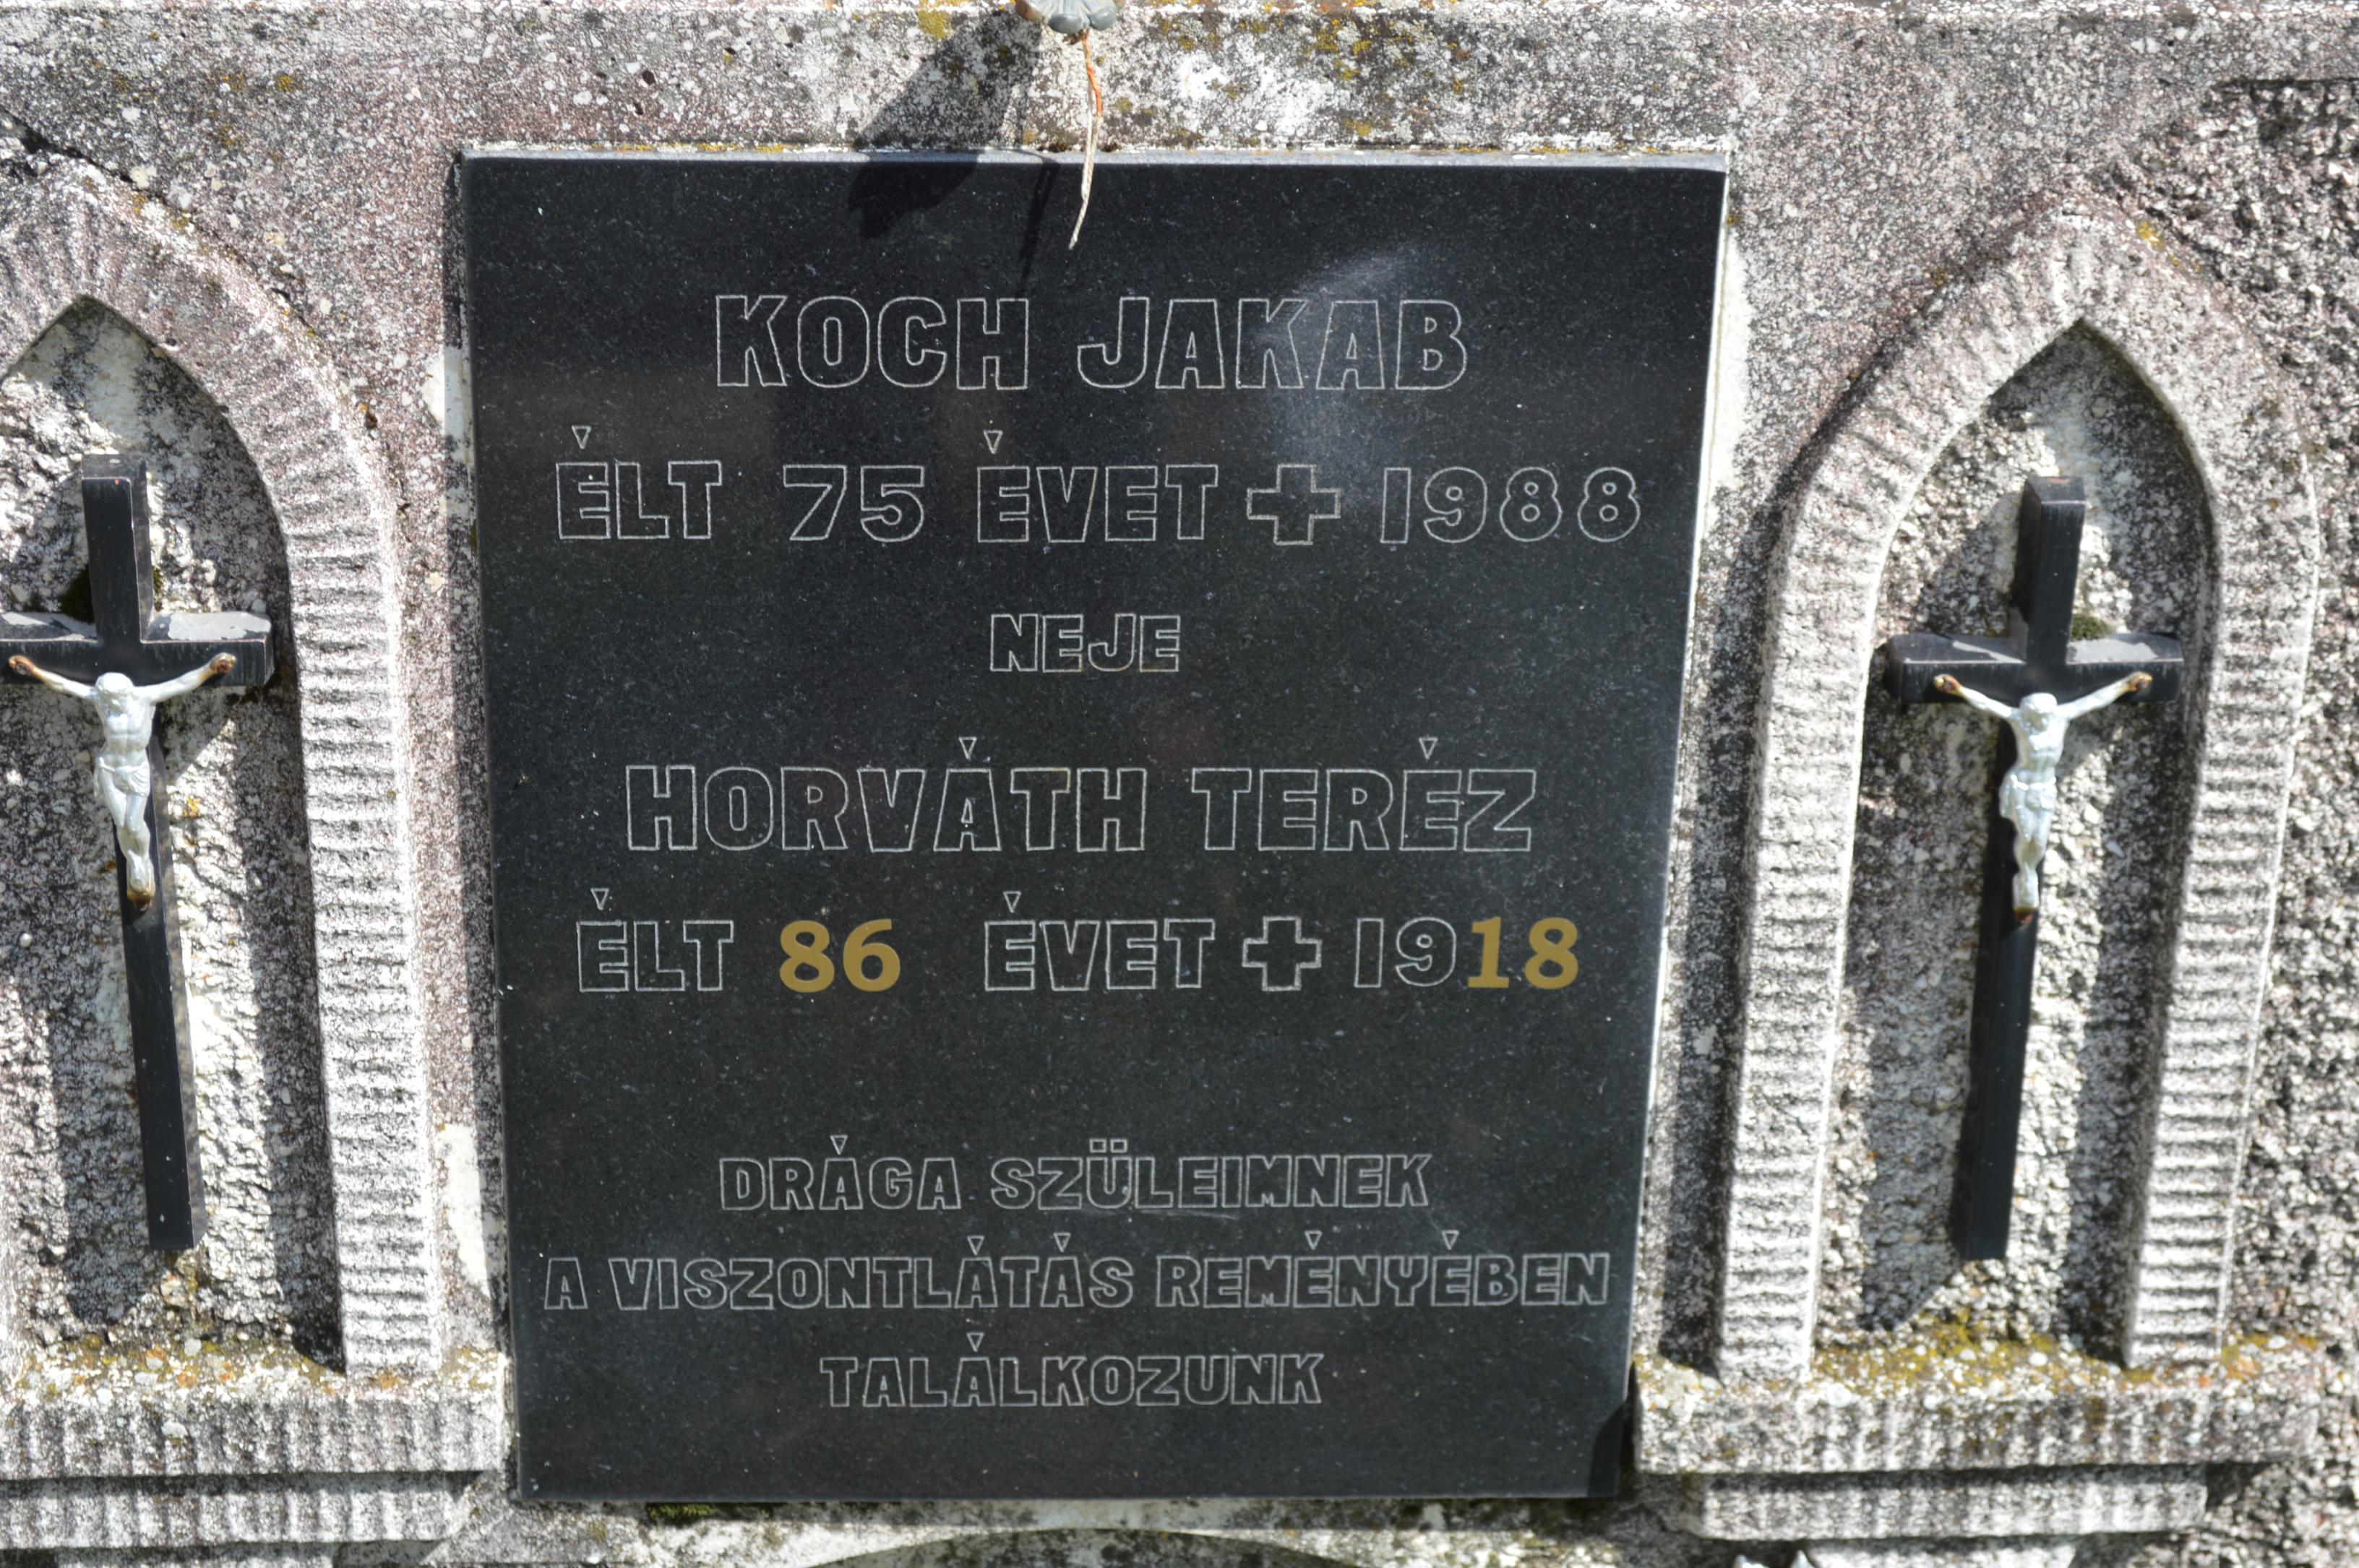 KOCH JAKAB
ÉLT 75 ÉVET + 1988
NEJE
HORVÁTH TERÉZ
ÉLT 86 ÉVET + 1918
DRÁGA SZÜLEIMNEK
A VISZONTLÁTÁS REMÉNYÉBEN
TALÁLKOZUNK